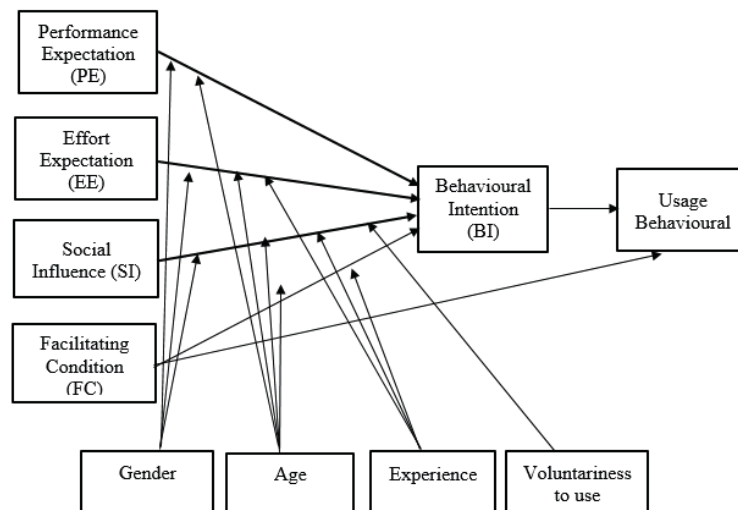 Performance
Expectation
(PE)
Effort
Expectation
(EE)
Social
Influence (SI)
Facilitating
Condition
(FC)
Behavioural
Intention
(BI)
Usage
Behavioural
Gender
Age
Experience
Voluntariness
to use